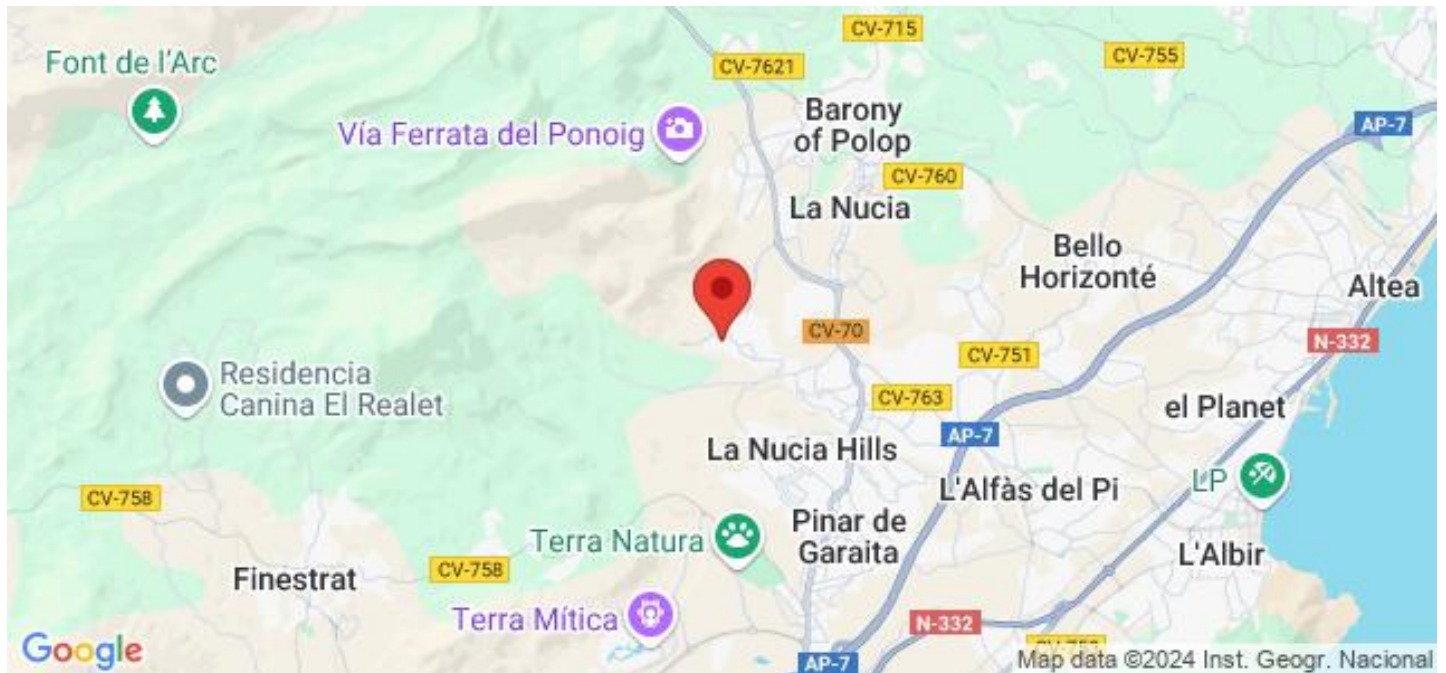 CV-715
Font de l'Arc
CV-755
CV-7621
Barony
of Polop
AP-7
Vía Ferrata del Ponoig
CV-760
La Nucia
Bello
Horizonté
Altea
CV-70
N-332
CV-751
Residencia
Canina El Realet
CV-763
el Planet
AP-7
La Nucia Hills
LP
L'Alfàs del Pi
CV-758
Pinar de
Garaita
Terra Natura
L'Albir
Finestrat
CV-758
Terra Mítica
N-332
Google
AP-7
Map data ©2024 Inst. Geogr. Nacional